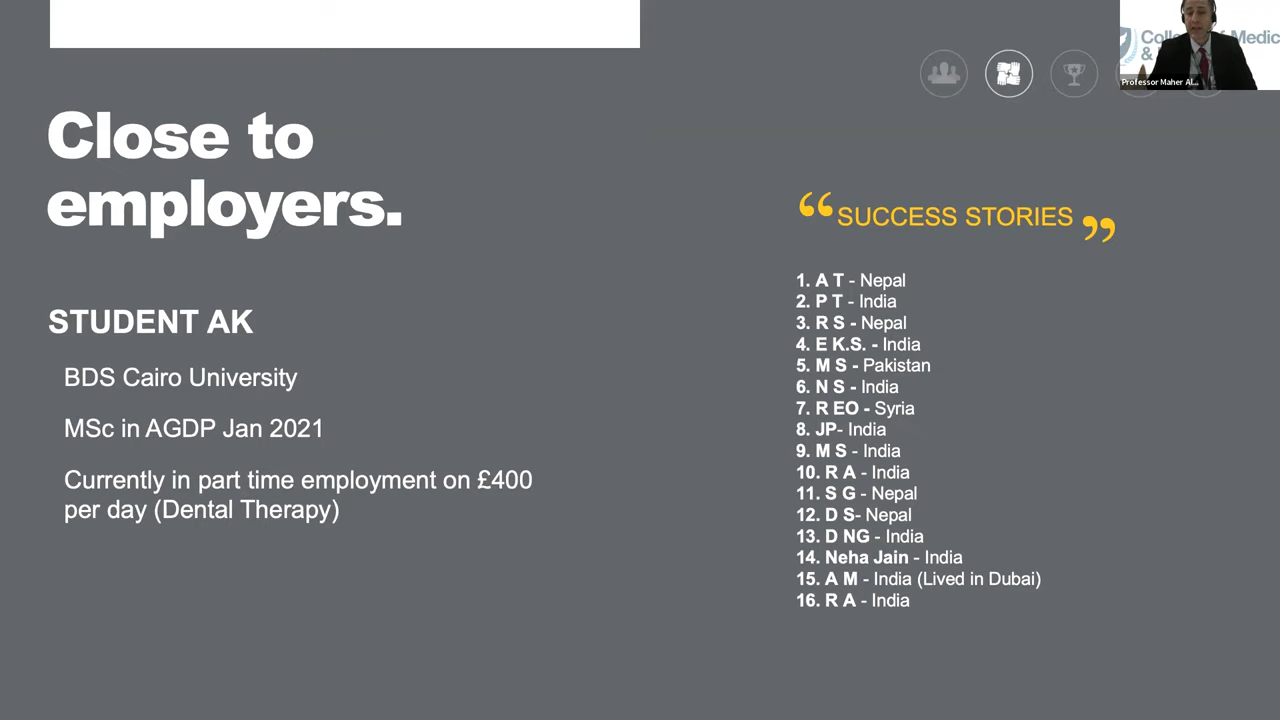 Close to
employers.
STUDENT AK
BDS Cairo University
MSc in AGDP Jan 2021
Currently in part time employment on £400
per day (Dental Therapy)
“SUCCESS STORIES”
1. A T - Nepal
2. P T - India
3. R S - Nepal
4. E K.S. - India
5. M S - Pakistan
6. N S - India
7. R EO - Syria
8. JP- India
9. M S - India
10. R A - India
11. S G - Nepal
12. D S- Nepal
13. D NG - India
14. Neha Jain - India
15. A M - India (Lived in Dubai)
16. R A - India
Medic
&
Professor Maher Al...